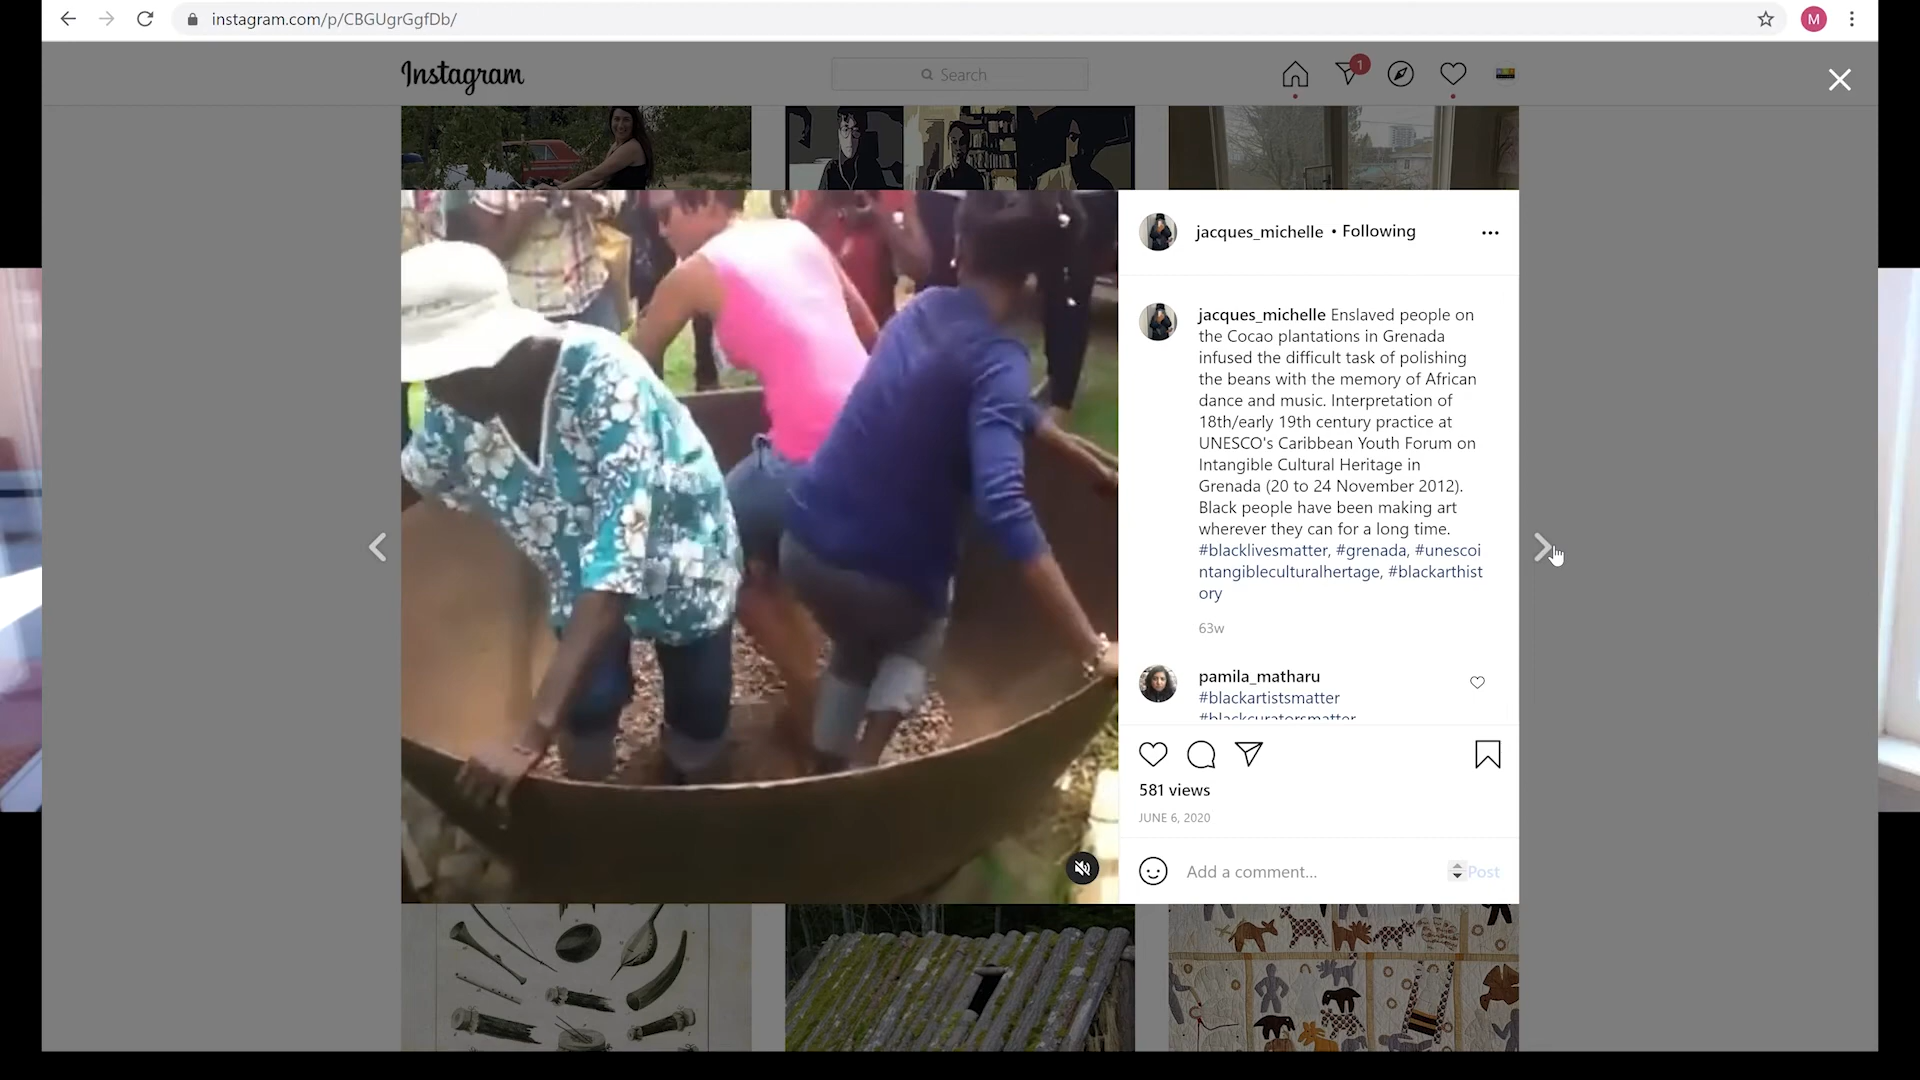 instagram.com/p/CBGUgrGgfDb/
M
Instagram
Search
1
jacques_michelle • Following
jacques_michelle Enslaved people on
the Cocao plantations in Grenada
infused the difficult task of polishing
the beans with the memory of African
dance and music. Interpretation of
18th/early 19th century practice at
UNESCO's Caribbean Youth Forum on
Intangible Cultural Heritage in
Grenada (20 to 24 November 2012).
Black people have been making art
wherever they can for a long time.
#blacklivesmatter, #grenada, #unescoi
ntangibleculturalhertage, #blackarthist
ory
63w
pamila_matharu
#blackartistsmatter
#blackcuratorsmatter
581 views
JUNE 6, 2020
Add a comment...
Post